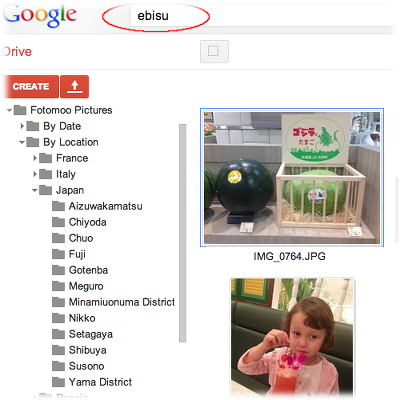 Google
ebisu
Drive
CREATE
Fotomoo Pictures
By Date
By Location
France
Italy
Japan
Aizuwakamatsu
Chiyoda
Chuo
Fuji
Gotenba
Meguro
Minamiuonuma District
Nikko
Setagaya
Shibuya
Susono
Yama District
ゴジラの
たまご
IMG_0764.JPG